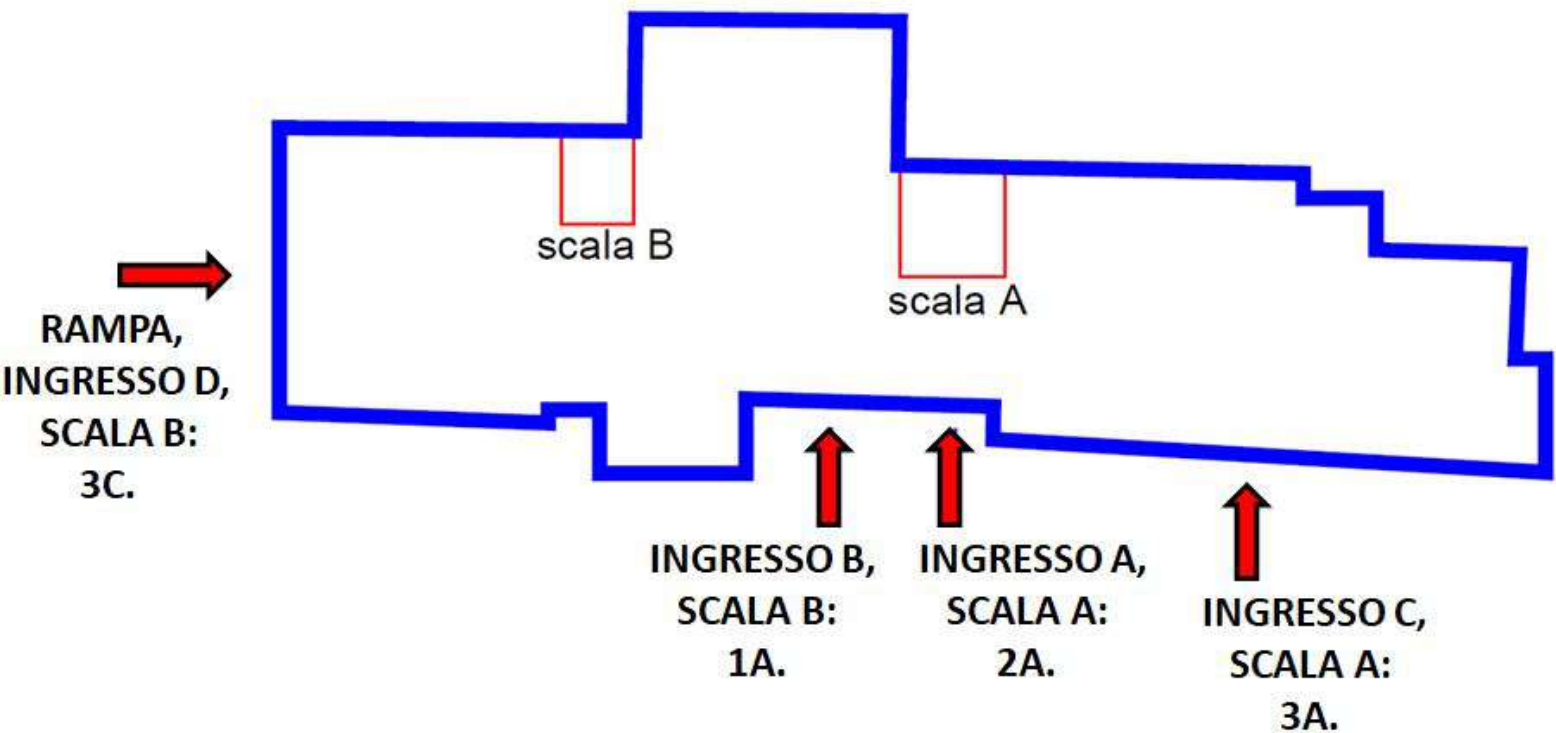 scala B
scala A
RAMPA,
INGRESSO D,
SCALA B:
3C.
INGRESSO B,
SCALA B:
1A.
INGRESSO A,
SCALA A:
2A.
INGRESSO C,
SCALA A:
3A.